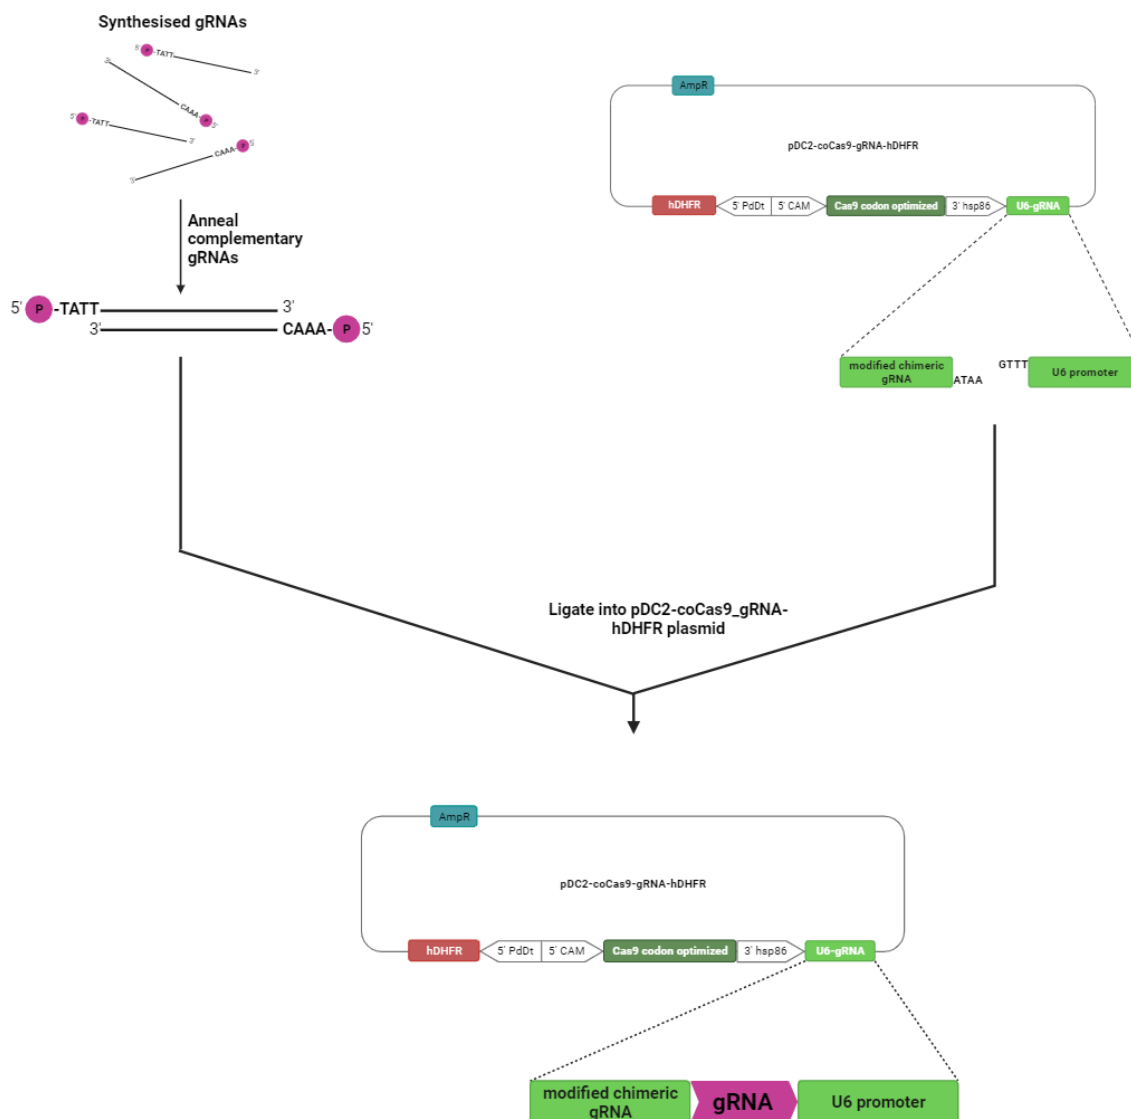 Synthesised gRNAs
5' P -TATT 3'
3' CAAA- P 5'
5' P -TATT 3'
3' CAAA- P 5'
Anneal
complementary
gRNAs
5' P -TATT 3'
3' CAAA- P 5'
AmpR
pDC2-coCas9-gRNA-hDHFR
hDHFR 5' PdDt 5' CAM Cas9 codon optimized 3' hsp86 U6-gRNA
modified chimeric
gRNA
ATAA
GTTT
U6 promoter
Ligate into pDC2-coCas9_gRNA-
hDHFR plasmid
AmpR
pDC2-coCas9-gRNA-hDHFR
hDHFR 5' PdDt 5' CAM Cas9 codon optimized 3' hsp86 U6-gRNA
modified chimeric
gRNA
gRNA
U6 promoter